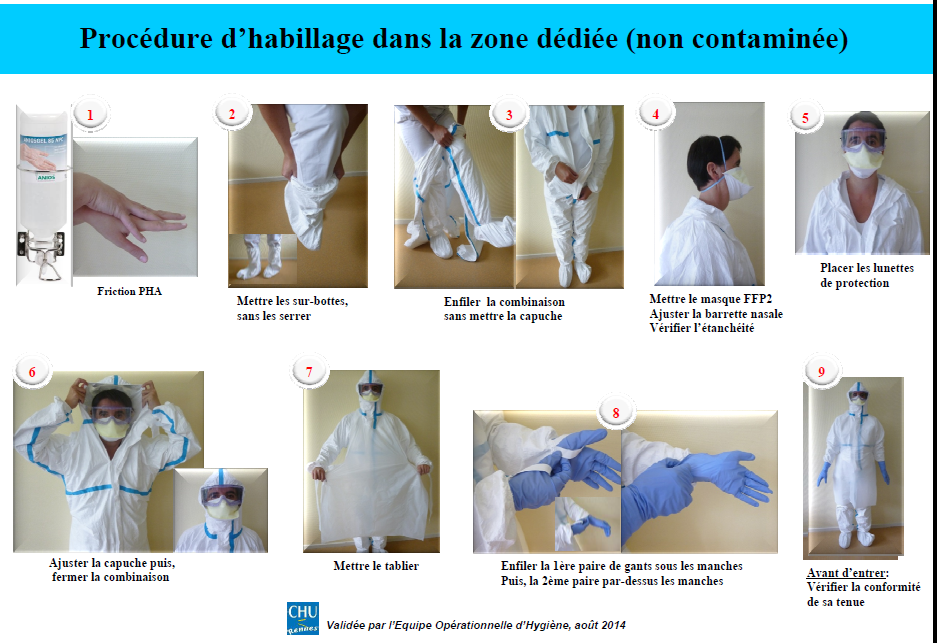 Procédure d’habillage dans la zone dédiée (non contaminée)
1
2
3
4
5
ANIOS
Friction PHA
Mettre les sur-bottes,
sans les serrer
Enfiler la combinaison
sans mettre la capuche
Mettre le masque FFP2
Ajuster la barrette nasale
Vérifier l’étanchéité
Placer les lunettes
de protection
6
7
8
9
Ajuster la capuche puis,
fermer la combinaison
Mettre le tablier
Enfiler la 1ère paire de gants sous les manches
Puis, la 2ème paire par-dessus les manches
Avant d’entrer:
Vérifier la conformité
de sa tenue
CHU
Rennes
Validée par l’Equipe Opérationnelle d’Hygiène, août 2014